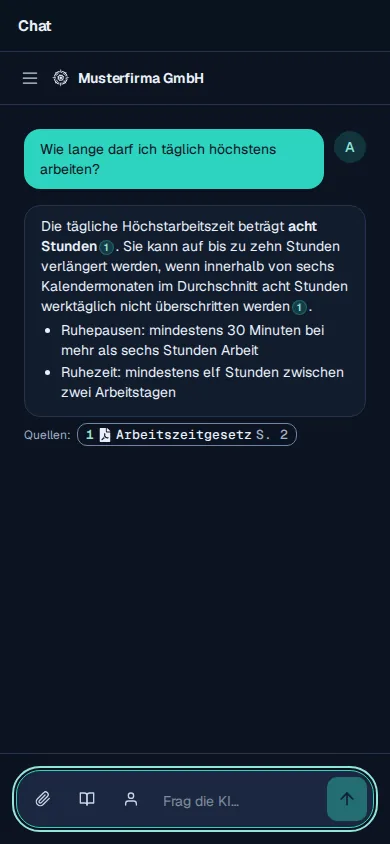 Chat
Musterfirma GmbH
Wie lange darf ich täglich höchstens
arbeiten?
A
Die tägliche Höchstarbeitszeit beträgt acht
Stunden 1. Sie kann auf bis zu zehn Stunden
verlängert werden, wenn innerhalb von sechs
Kalendermonaten im Durchschnitt acht Stunden
werktäglich nicht überschritten werden 1.
• Ruhepausen: mindestens 30 Minuten bei
mehr als sechs Stunden Arbeit
• Ruhezeit: mindestens elf Stunden zwischen
zwei Arbeitstagen
Quellen: 1 Arbeitszeitgesetz S. 2
Frag die KI...